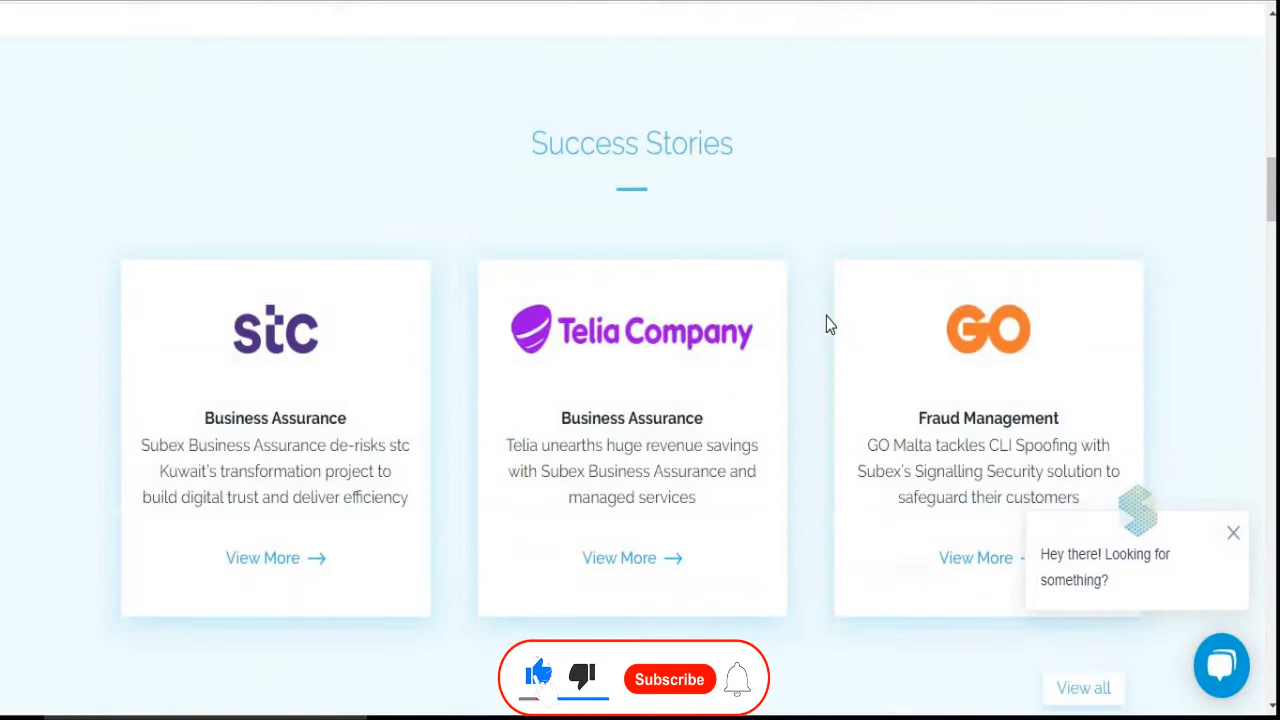 Success Stories
stc
Telia Company
GO
Business Assurance
Subex Business Assurance de-risks stc
Kuwait's transformation project to
build digital trust and deliver efficiency
View More
Business Assurance
Telia unearths huge revenue savings
with Subex Business Assurance and
managed services
View More
Fraud Management
GO Malta tackles CLI Spoofing with
Subex's Signalling Security solution to
safeguard their customers
View More
Hey there! Looking for
something?
Subscribe
View all